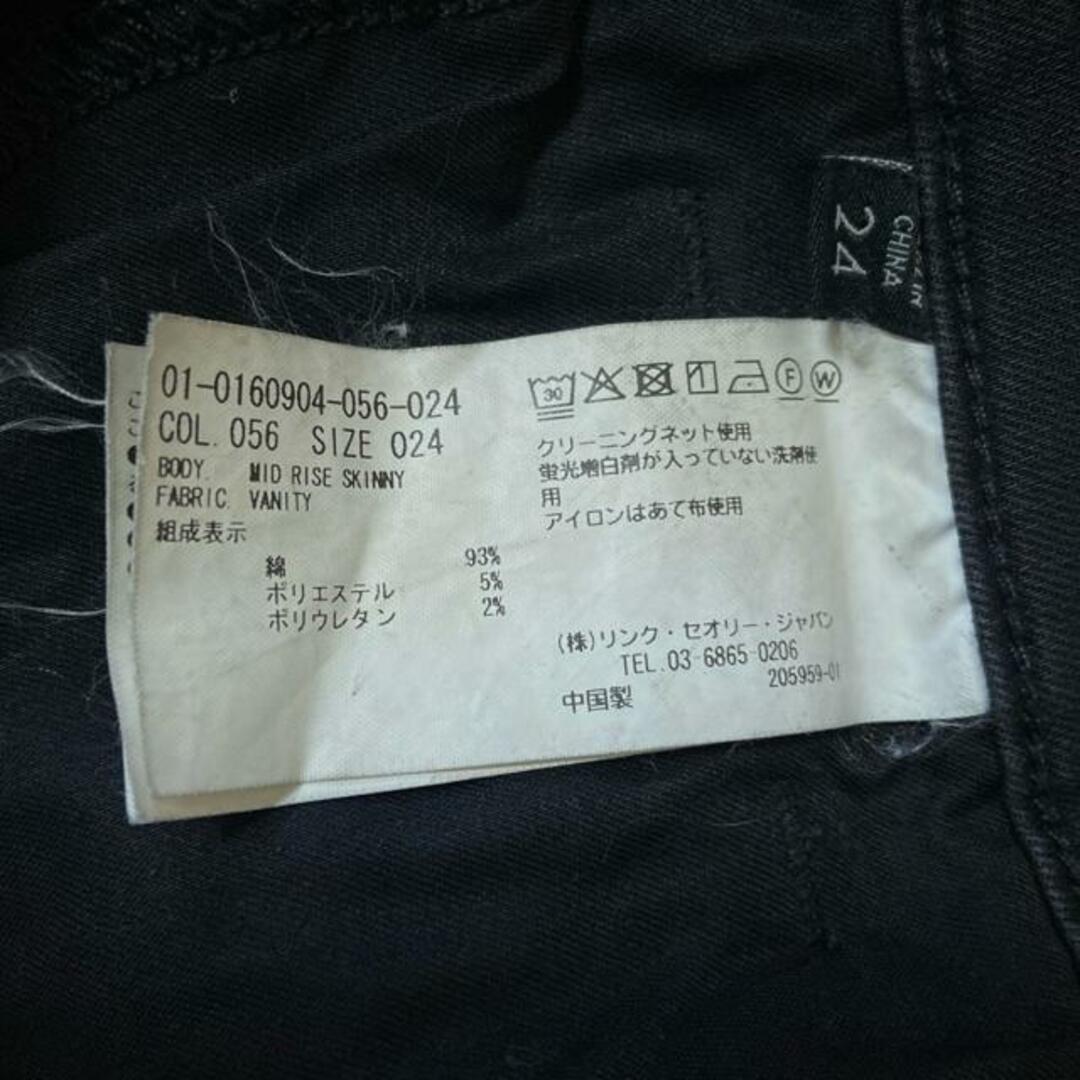 24
CHINA
01-0160904-056-024
COL. 056 SIZE 024
BODY. MID RISE SKINNY
FABRIC. VANITY
組成表示
綿 93%
ポリエステル 5%
ポリウレタン 2%
30
F W
クリーニングネット使用
蛍光増白剤が入っていない洗剤使
用
アイロンはあて布使用
(株)リンク・セオリー・ジャパン
TEL.03-6865-0206
205959-01
中国製